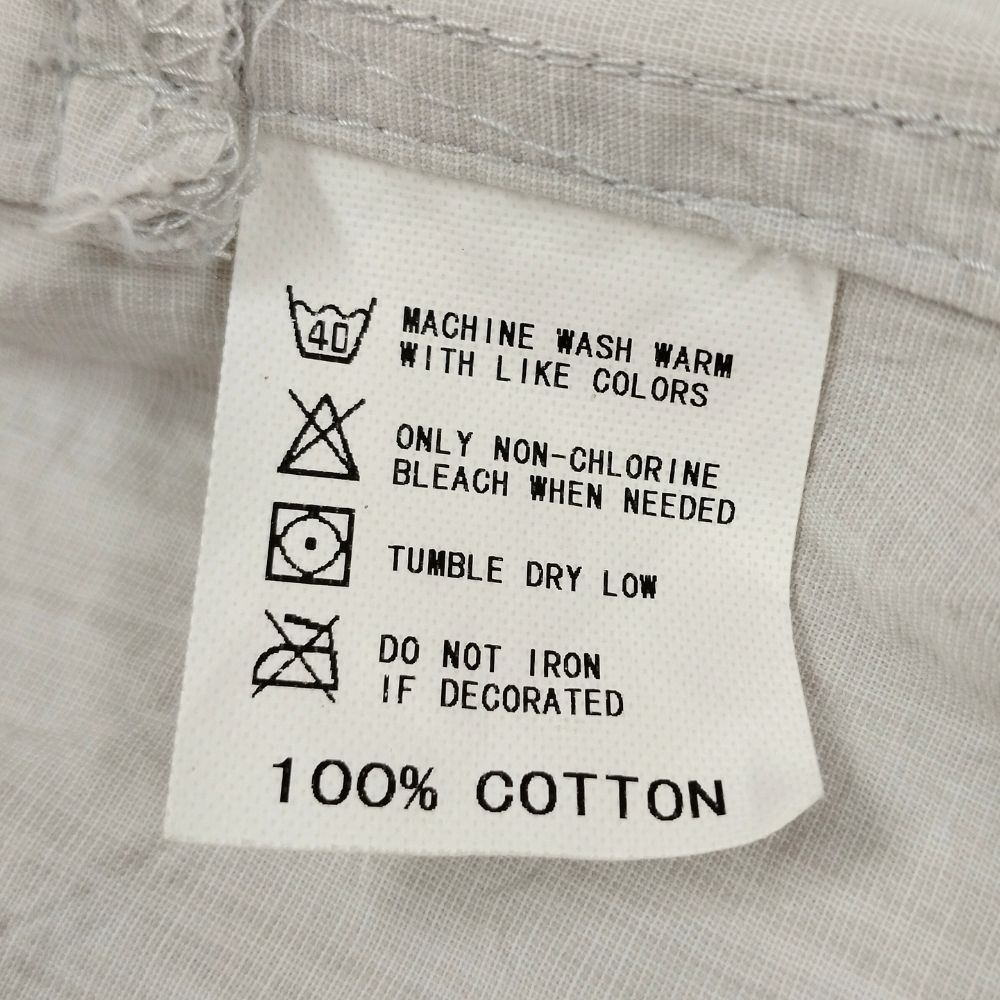 40
MACHINE WASH WARM
WITH LIKE COLORS
ONLY NON-CHLORINE
BLEACH WHEN NEEDED
TUMBLE DRY LOW
DO NOT IRON
IF DECORATED
100% COTTON